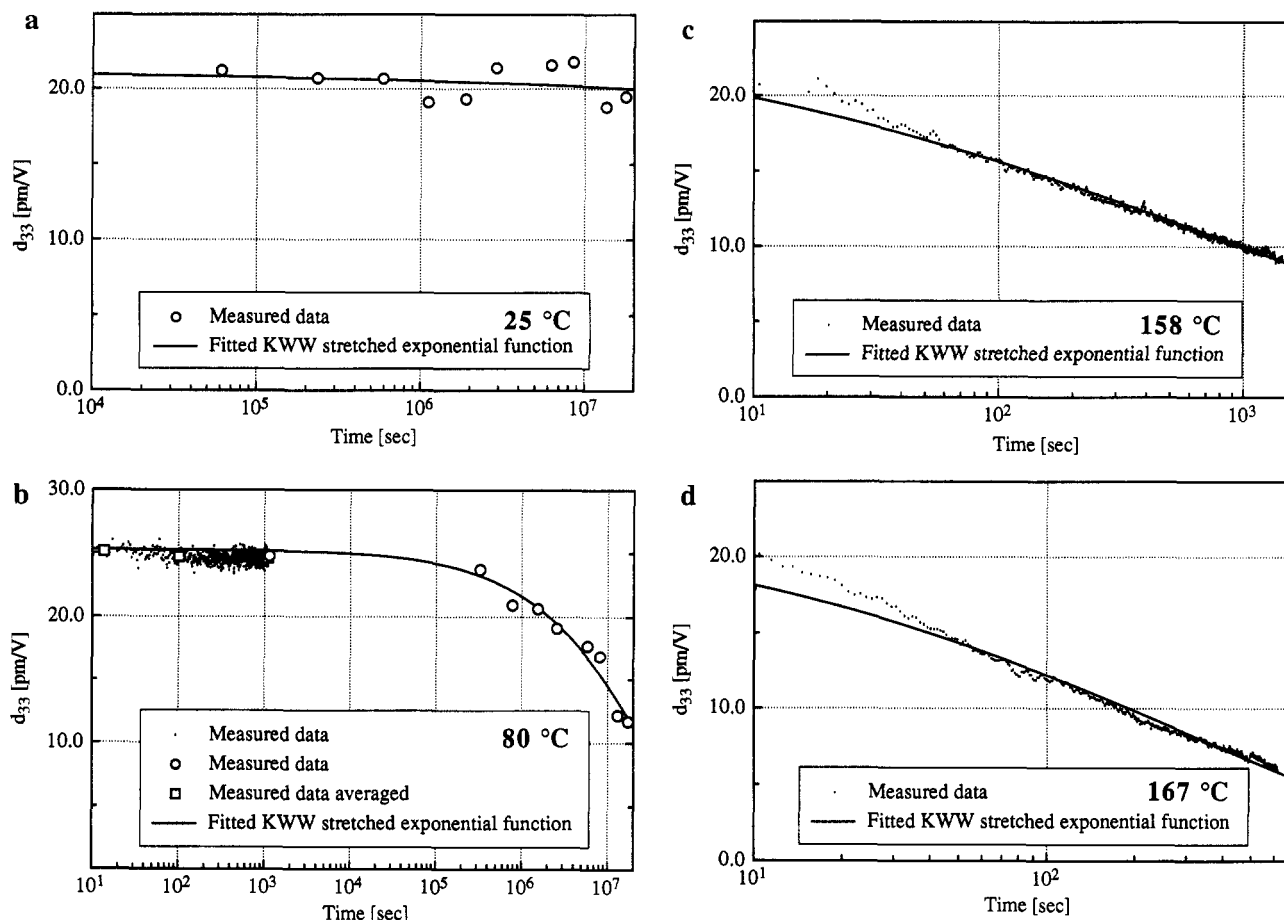 a
20.0
10.0
0.0
d33 [pm/V]
Measured data
25 °C
Fitted KWW stretched exponential function
10^4
10^5
10^6
10^7
Time [sec]
b
30.0
20.0
10.0
d33 [pm/V]
Measured data
80 °C
Measured data
Measured data averaged
Fitted KWW stretched exponential function
10^1
10^2
10^3
10^4
10^5
10^6
10^7
Time [sec]
c
20.0
10.0
0.0
d33 [pm/V]
Measured data
158 °C
Fitted KWW stretched exponential function
10^1
10^2
10^3
Time [sec]
d
20.0
10.0
0.0
d33 [pm/V]
Measured data
167 °C
Fitted KWW stretched exponential function
10^1
10^2
Time [sec]